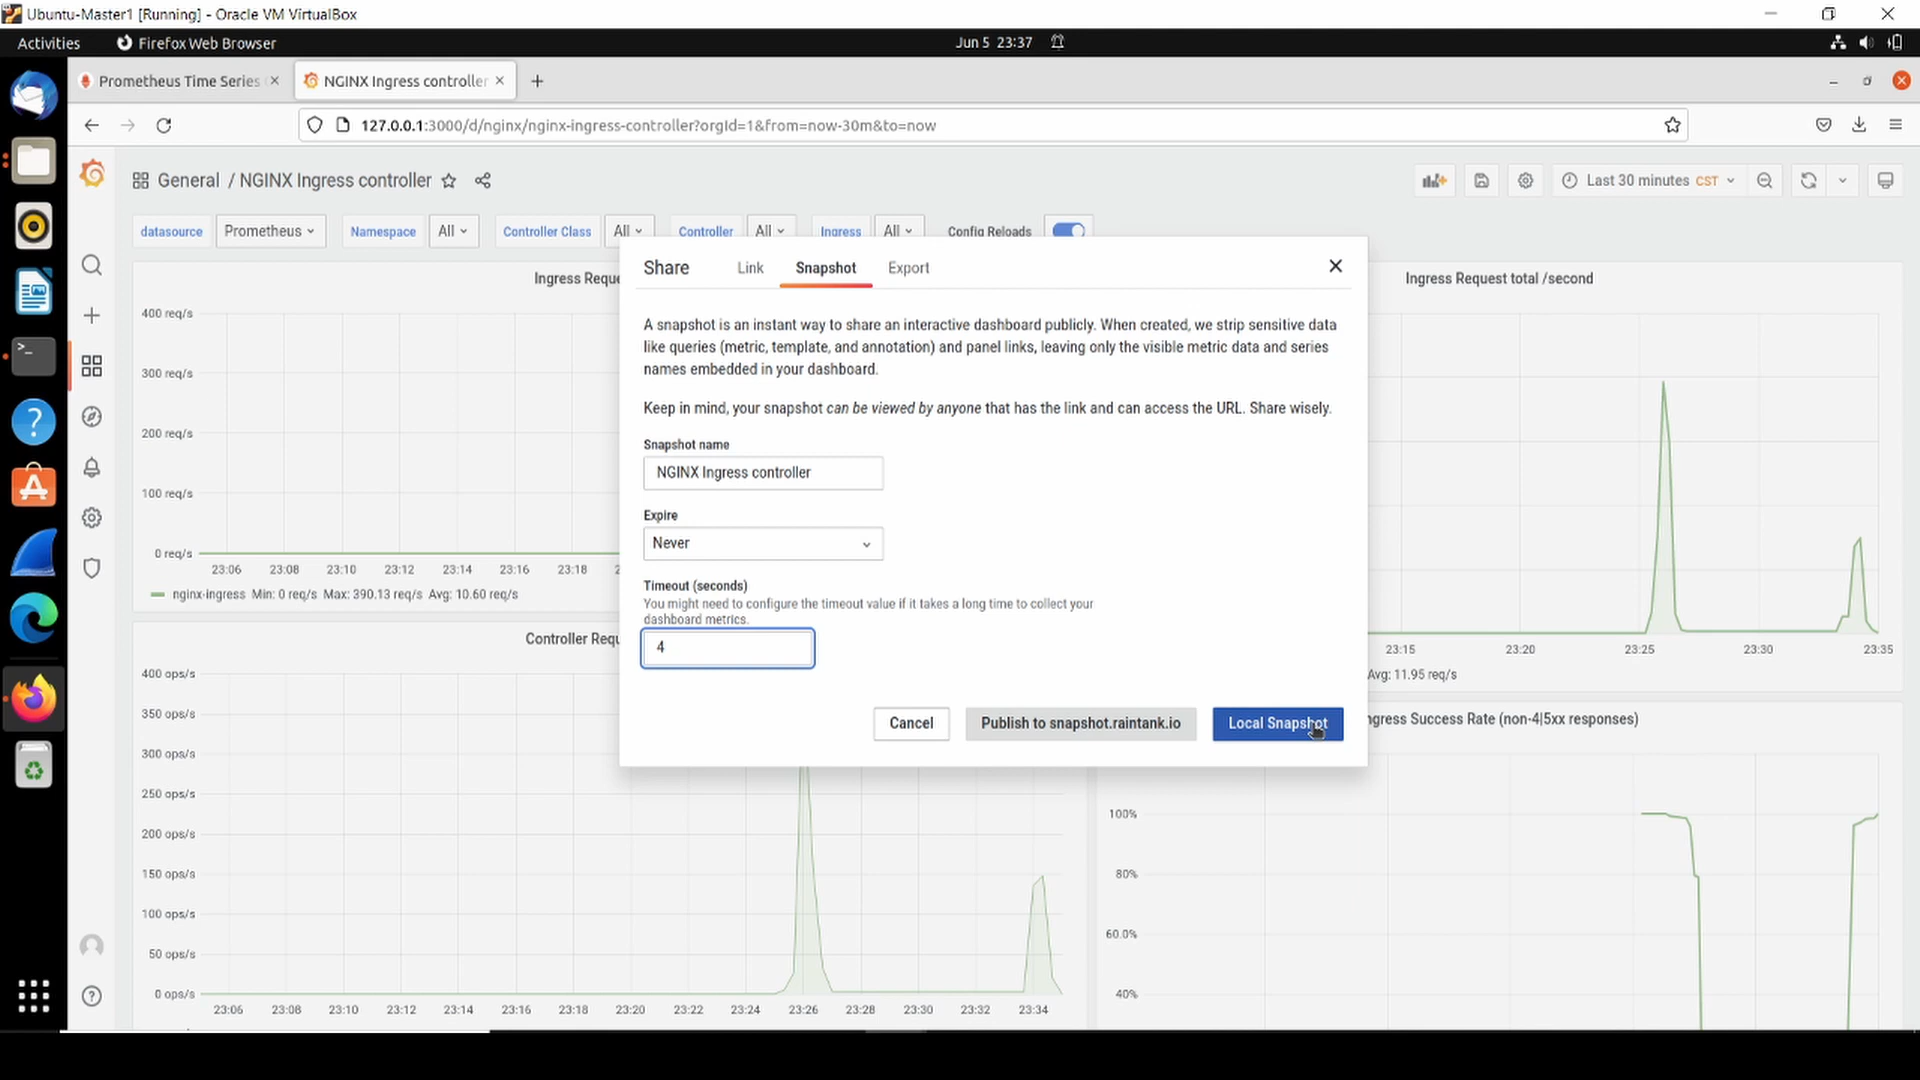 Ubuntu-Master1 [Running] - Oracle VM VirtualBox
Activities
Firefox Web Browser
Jun 5 23:37
Prometheus Time Series
NGINX Ingress controller
127.0.0.1:3000/d/nginx/nginx-ingress-controller?orgId=1&from=now-30m&to=now
General / NGINX Ingress controller
Last 30 minutes CST
datasource
Prometheus
Namespace
All
Controller Class
All
Controller
All
Ingress
All
Config Reloads
Share
Link
Snapshot
Export
A snapshot is an instant way to share an interactive dashboard publicly. When created, we strip sensitive data
like queries (metric, template, and annotation) and panel links, leaving only the visible metric data and series
names embedded in your dashboard.
Keep in mind, your snapshot can be viewed by anyone that has the link and can access the URL. Share wisely.
Snapshot name
NGINX Ingress controller
Expire
Never
Timeout (seconds)
You might need to configure the timeout value if it takes a long time to collect your
dashboard metrics.
4
Cancel
Publish to snapshot.raintank.io
Local Snapshot
Ingress Reque
400 req/s
300 req/s
200 req/s
100 req/s
0 req/s
23:06 23:08 23:10 23:12 23:14 23:16 23:18
nginx-ingress Min: 0 req/s Max: 390.13 req/s Avg: 10.60 req/s
Ingress Request total /second
23:15 23:20 23:25 23:30 23:35
Avg: 11.95 req/s
Controller Requ
400 ops/s
350 ops/s
300 ops/s
250 ops/s
200 ops/s
150 ops/s
100 ops/s
50 ops/s
0 ops/s
23:06 23:08 23:10 23:12 23:14 23:16 23:18 23:20 23:22 23:24 23:26 23:28 23:30 23:32 23:34
gress Success Rate (non-4|5xx responses)
100%
80%
60.0%
40%